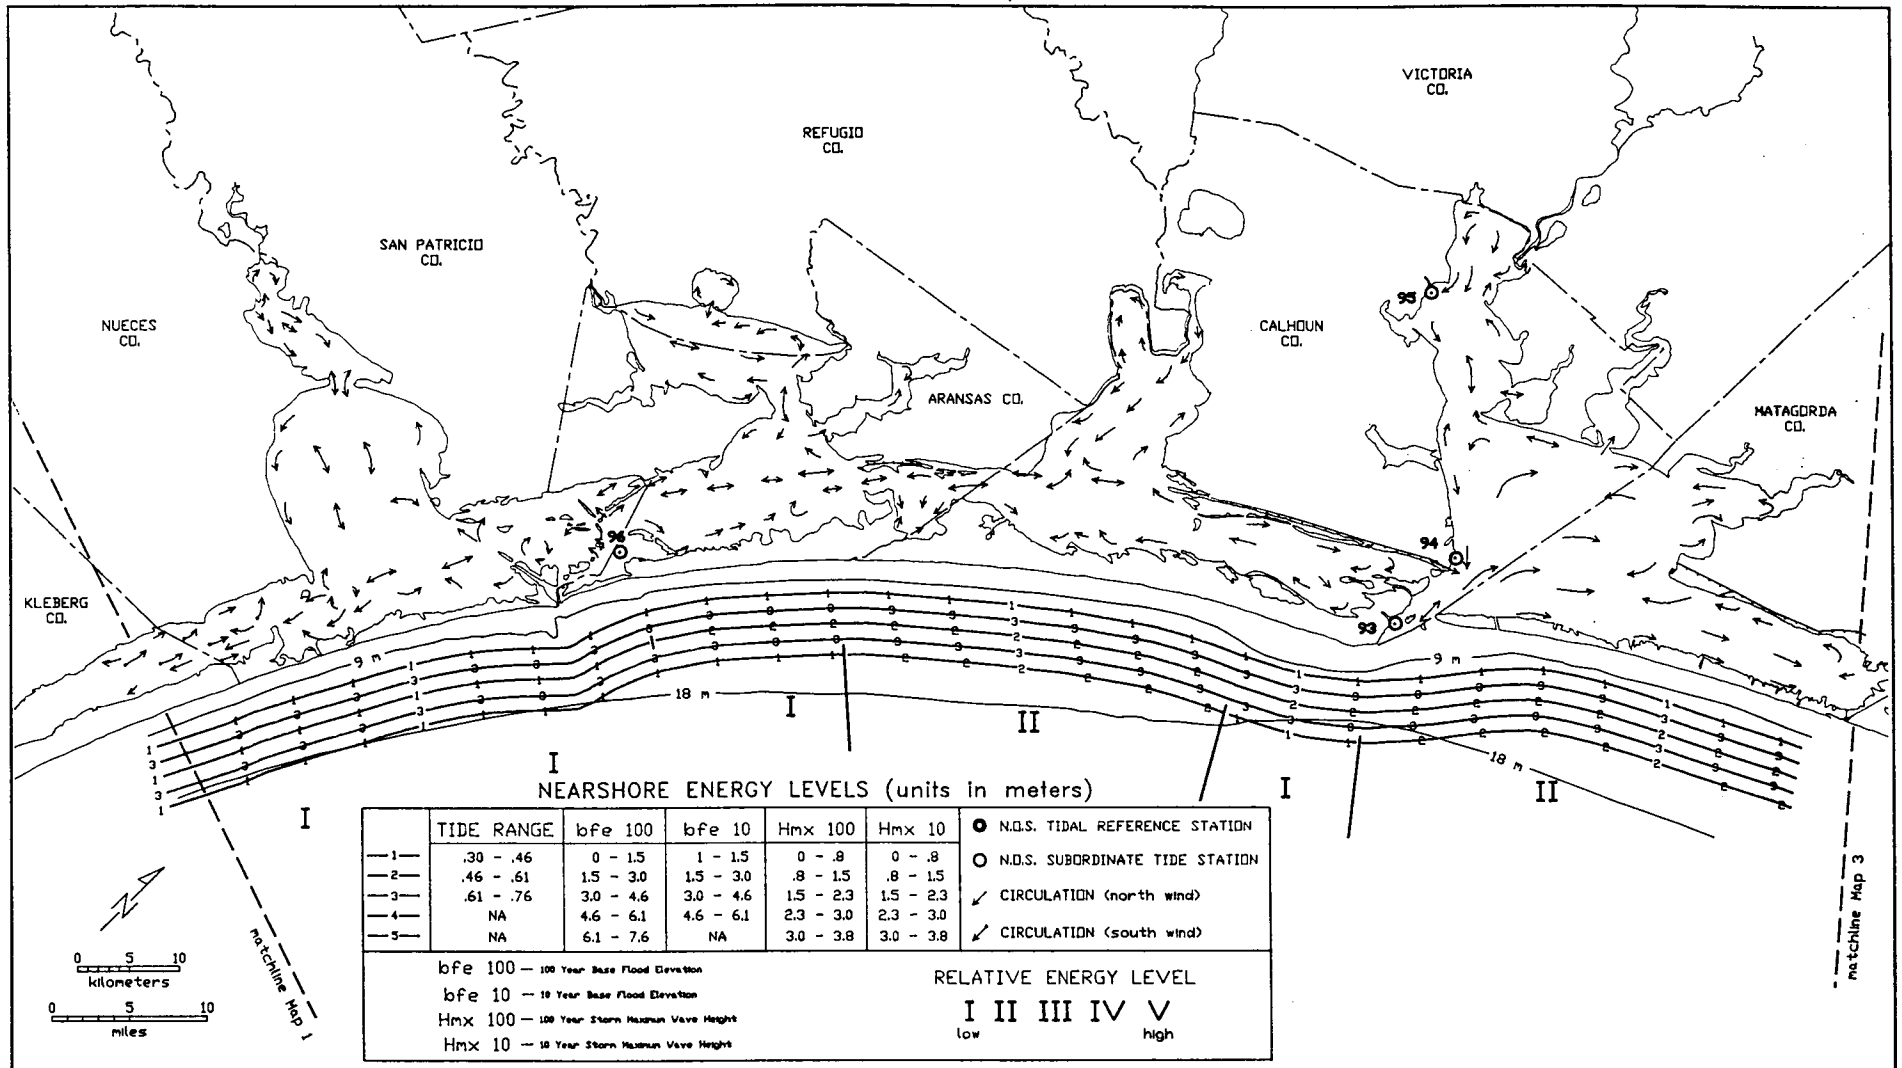 VICTORIA
CO.
REFUGIO
CO.
SAN PATRICIO
CO.
NUECES
CO.
CALHOUN
CO.
ARANSAS CO.
MATAGORDA
CO.
KLEBERG
CO.
95
96
94
93
9 m
9 m
18 m
18 m
I
I
I
II
I
II
matchline Map 1
matchline Map 3
0 5 10
kilometers
0 5 10
miles
NEARSHORE ENERGY LEVELS (units in meters)
TIDE RANGE bfe 100 bfe 10 Hmx 100 Hmx 10
1 .30 - .46 0 - 1.5 1 - 1.5 0 - .8 0 - .8
2 .46 - .61 1.5 - 3.0 1.5 - 3.0 .8 - 1.5 .8 - 1.5
3 .61 - .76 3.0 - 4.6 3.0 - 4.6 1.5 - 2.3 1.5 - 2.3
4 NA 4.6 - 6.1 4.6 - 6.1 2.3 - 3.0 2.3 - 3.0
5 NA 6.1 - 7.6 NA 3.0 - 3.8 3.0 - 3.8
N.O.S. TIDAL REFERENCE STATION
N.O.S. SUBORDINATE TIDE STATION
CIRCULATION (north wind)
CIRCULATION (south wind)
bfe 100 — 100 Year Base Flood Elevation
bfe 10 — 10 Year Base Flood Elevation
Hmx 100 — 100 Year Storm Maximum Wave Height
Hmx 10 — 10 Year Storm Maximum Wave Height
RELATIVE ENERGY LEVEL
I II III IV V
low high
N